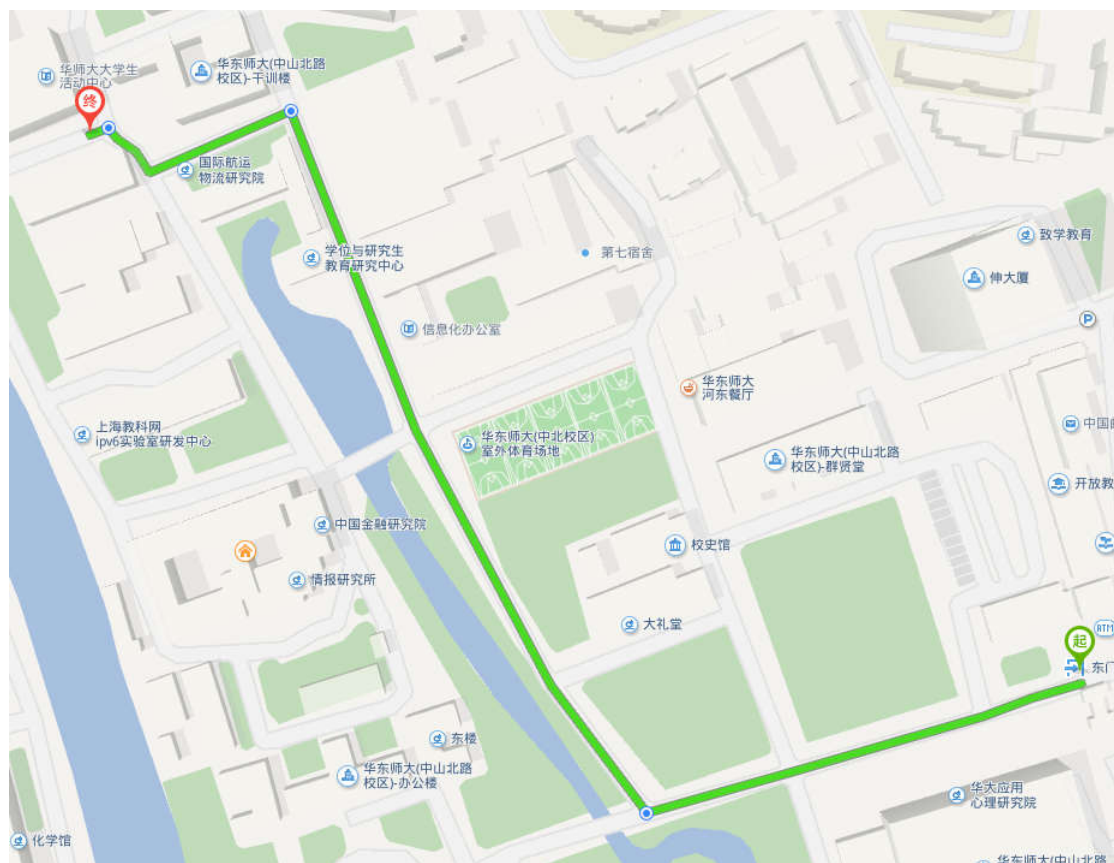 华师大大学生
活动中心
华东师大(中山北路
校区)-干训楼
终
国际航运
物流研究院
学位与研究生
教育研究中心
第七宿舍
致学教育
伸大厦
P
信息化办公室
华东师大
河东餐厅
上海教科网
ipv6实验室研发中心
华东师大(中北校区)
室外体育场地
中国
华东师大(中山北路
校区)-群贤堂
开放教
中国金融研究院
校史馆
情报研究所
大礼堂
ATM
起
东门
东楼
华东师大(中山北路
校区)-办公楼
华大应用
心理研究院
化学馆
华东师大(中山北路